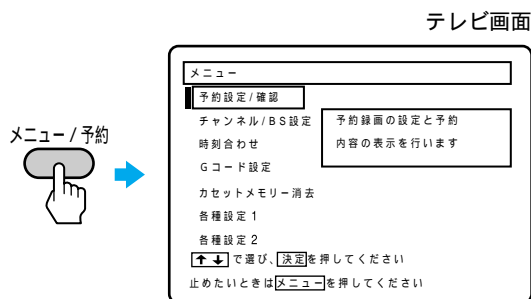 テレビ画面
メニュー
予約設定/確認
チャンネル/BS設定
時刻合わせ
Gコード設定
カセットメモリー消去
各種設定1
各種設定2
予約録画の設定と予約
内容の表示を行います
↑↓で選び、決定を押してください
止めたいときはメニューを押してください
メニュー/予約